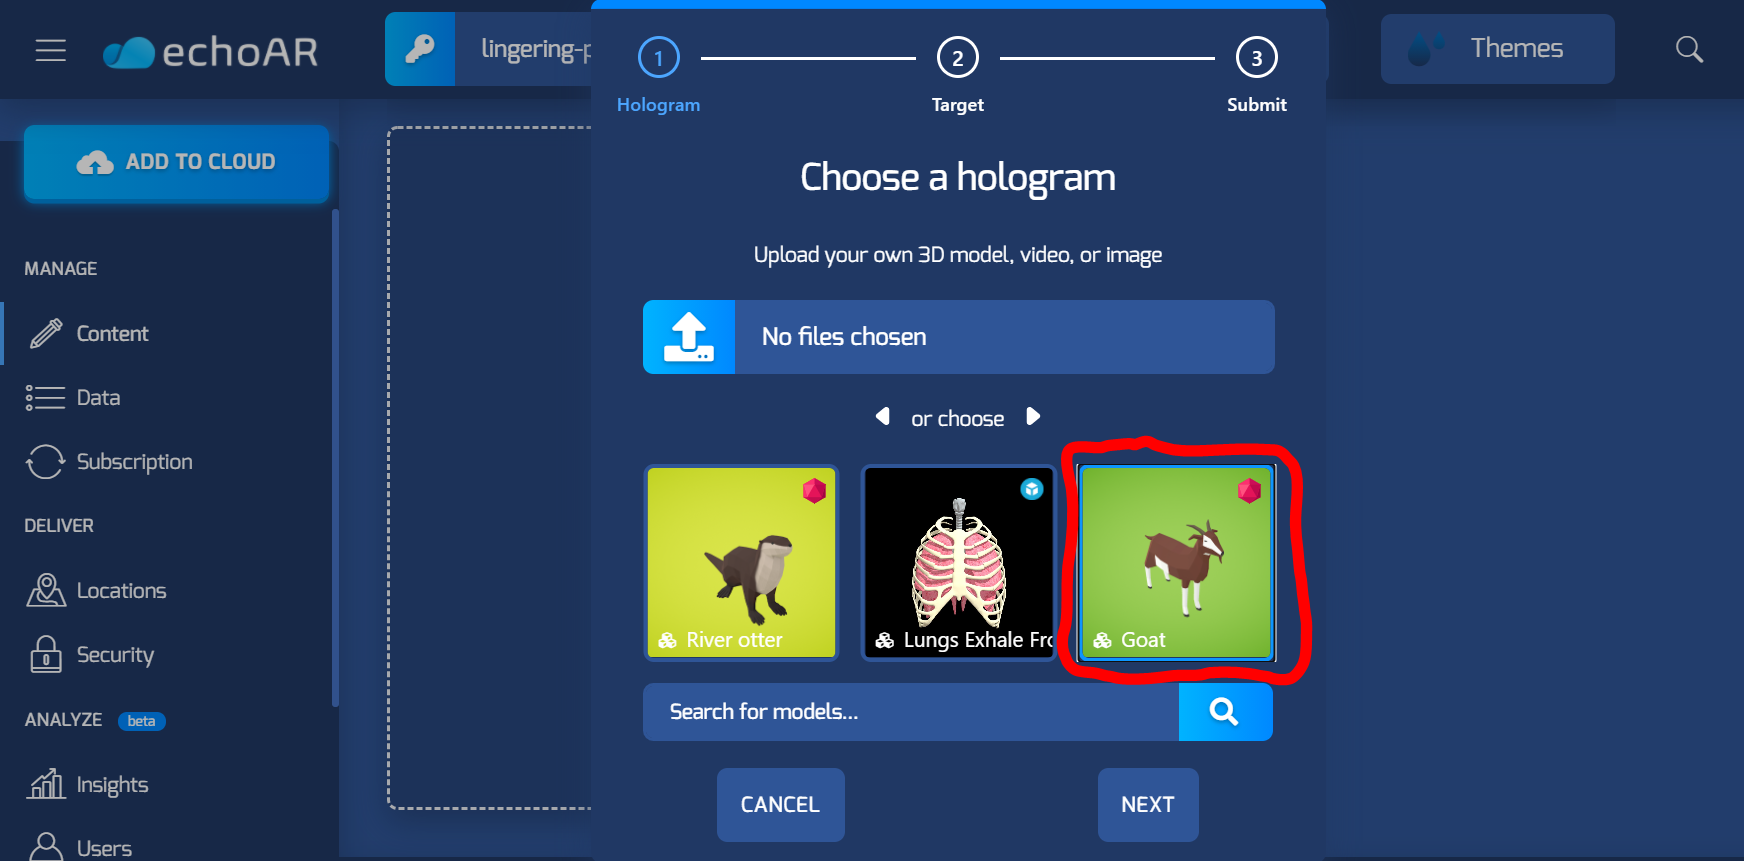 echoAR
lingering-p
Themes
ADD TO CLOUD
MANAGE
Content
Data
Subscription
DELIVER
Locations
Security
ANALYZE beta
Insights
Users
1
2
3
Hologram
Target
Submit
Choose a hologram
Upload your own 3D model, video, or image
No files chosen
or choose
River otter
Lungs Exhale Fro
Goat
Search for models...
CANCEL
NEXT